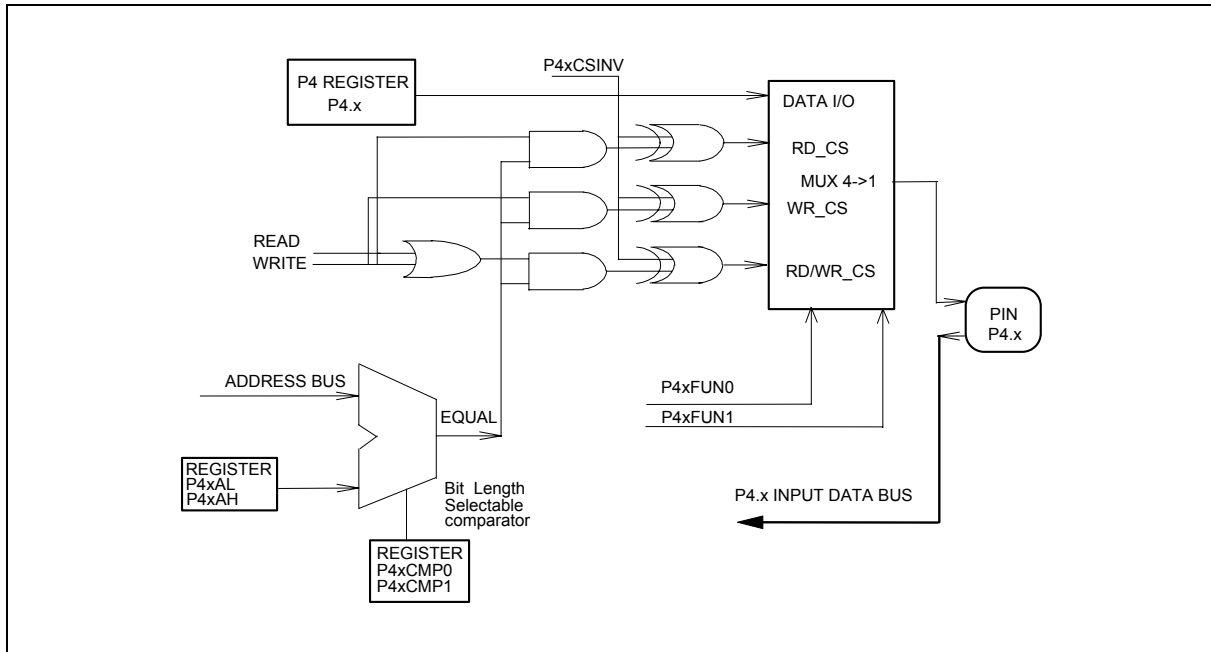 P4 REGISTER
P4.x
P4xCSINV
DATA I/O
RD_CS
MUX 4->1
WR_CS
RD/WR_CS
READ
WRITE
PIN
P4.x
ADDRESS BUS
EQUAL
P4xFUN0
P4xFUN1
REGISTER
P4xAL
P4xAH
Bit Length
Selectable
comparator
P4.x INPUT DATA BUS
REGISTER
P4xCMP0
P4xCMP1